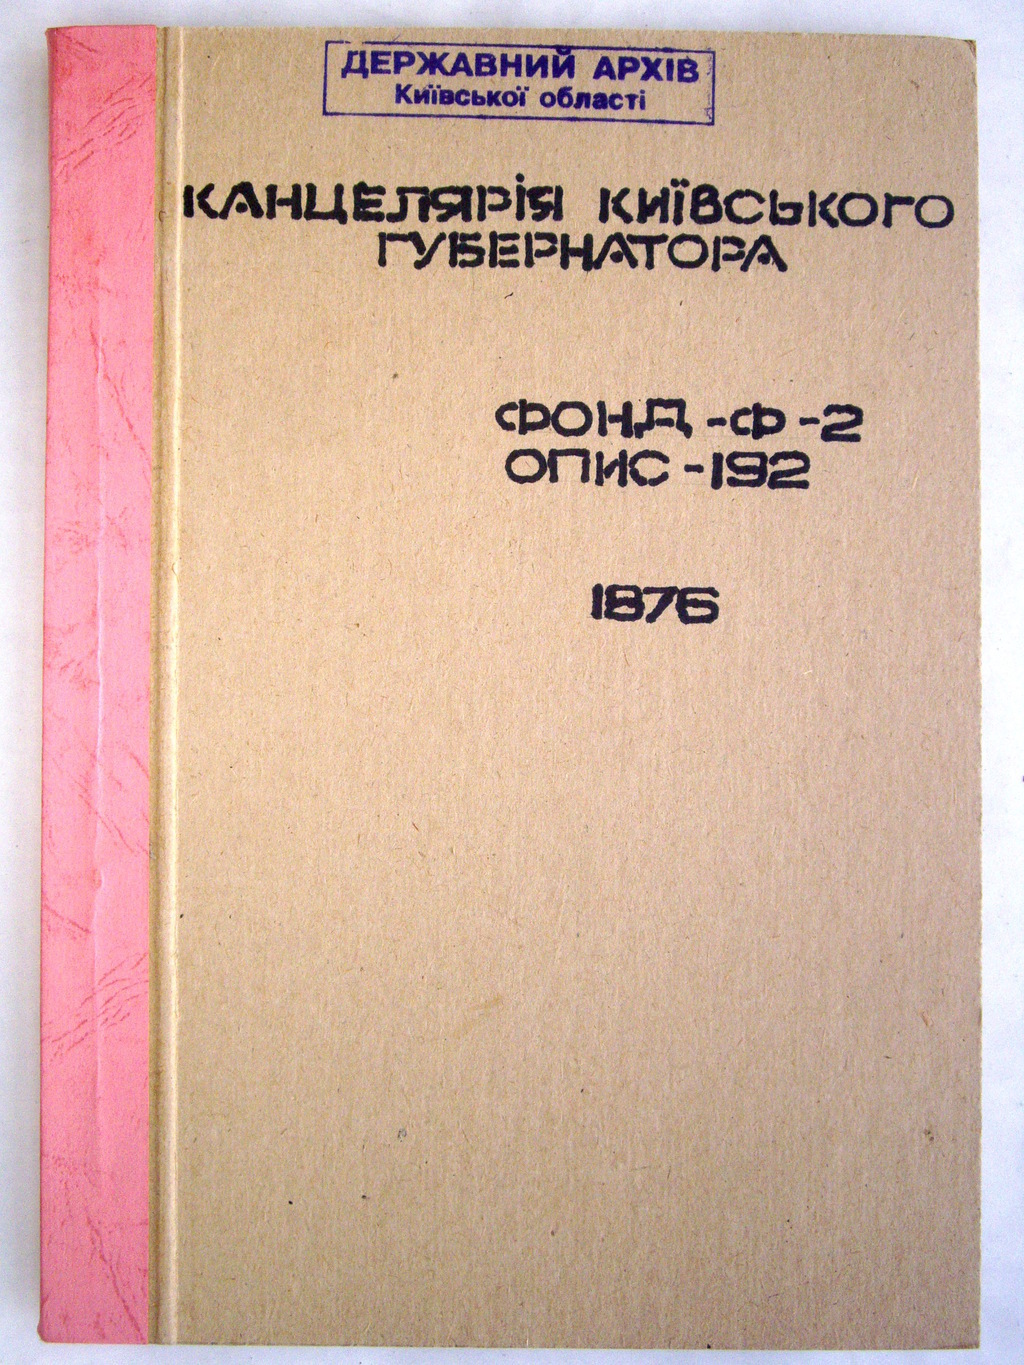 ДЕРЖАВНИЙ АРХІВ
Київської області
КАНЦЕЛЯРІЯ КИЇВСЬКОГО
ГУБЕРНАТОРА
ФОНД -Ф -2
ОПИС -192
1876